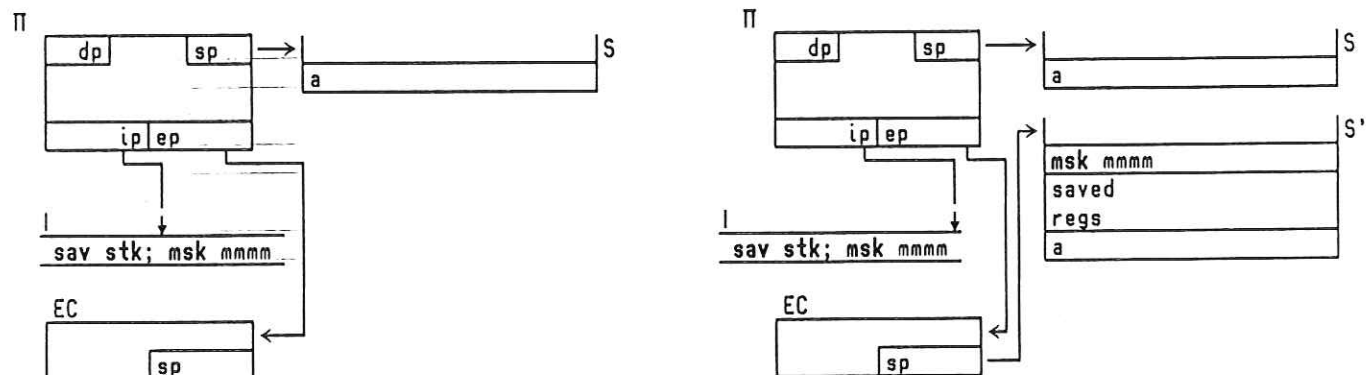 Π
dp sp S
a
ip ep
I
sav stk; msk mmmm
EC
sp
Π
dp sp S
a
ip ep S'
msk mmmm
saved
regs
a
I
sav stk; msk mmmm
EC
sp